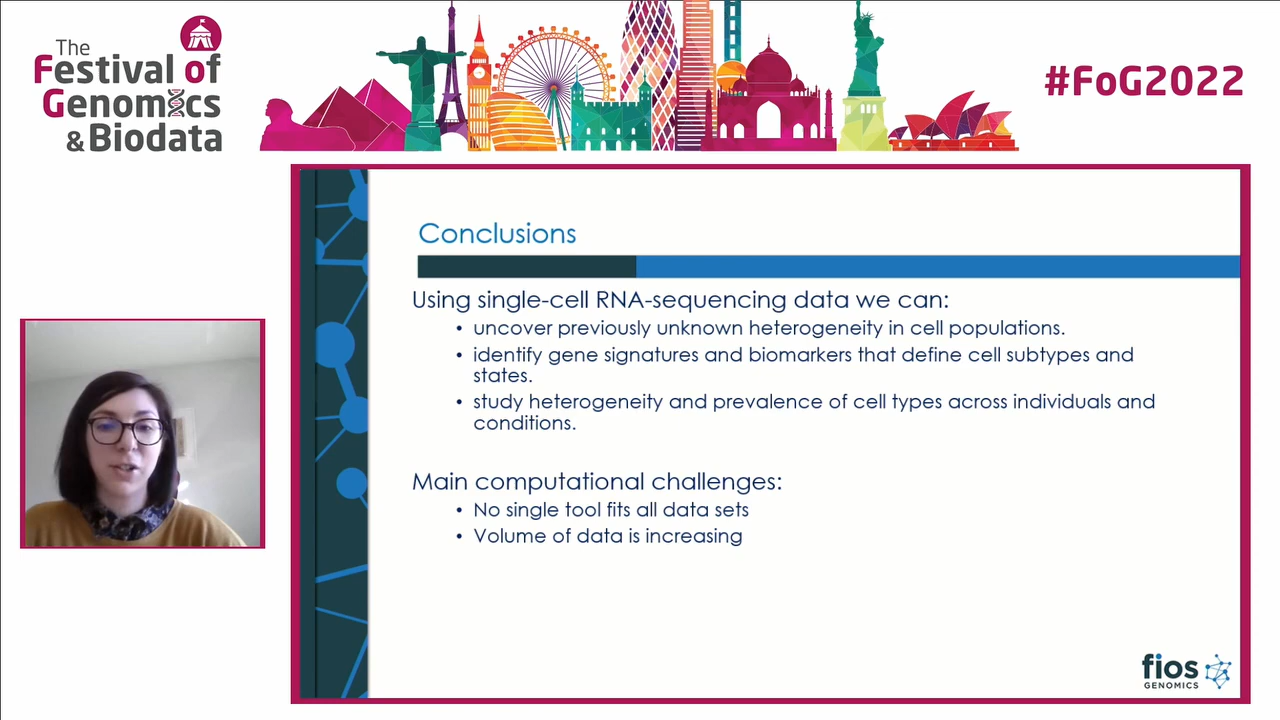 The
Festival of
Genomics
& Biodata
#FoG2022
Conclusions
Using single-cell RNA-sequencing data we can:
• uncover previously unknown heterogeneity in cell populations.
• identify gene signatures and biomarkers that define cell subtypes and
states.
• study heterogeneity and prevalence of cell types across individuals and
conditions.
Main computational challenges:
• No single tool fits all data sets
• Volume of data is increasing
fios
GENOMICS